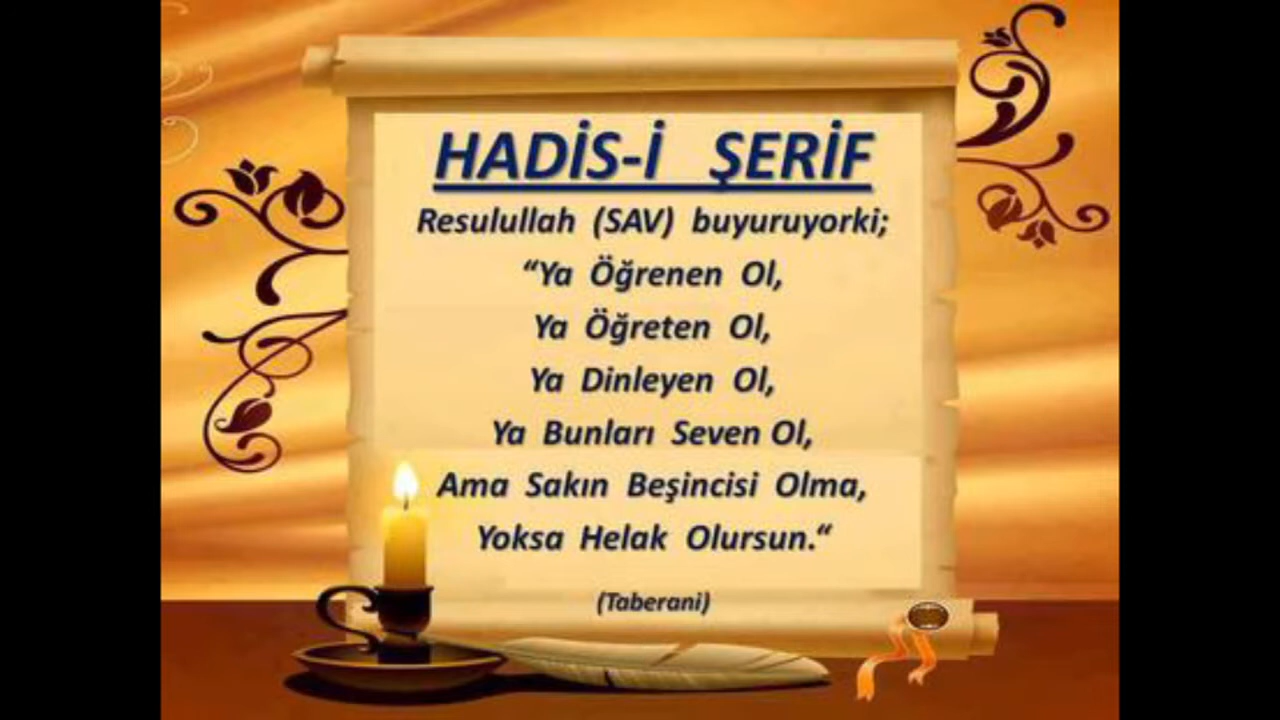 HADİS-İ ŞERİF
Resulullah (SAV) buyuruyorki;
“Ya Öğrenen Ol,
Ya Öğreten Ol,
Ya Dinleyen Ol,
Ya Bunları Seven Ol,
Ama Sakın Beşincisi Olma,
Yoksa Helak Olursun.“
(Taberani)